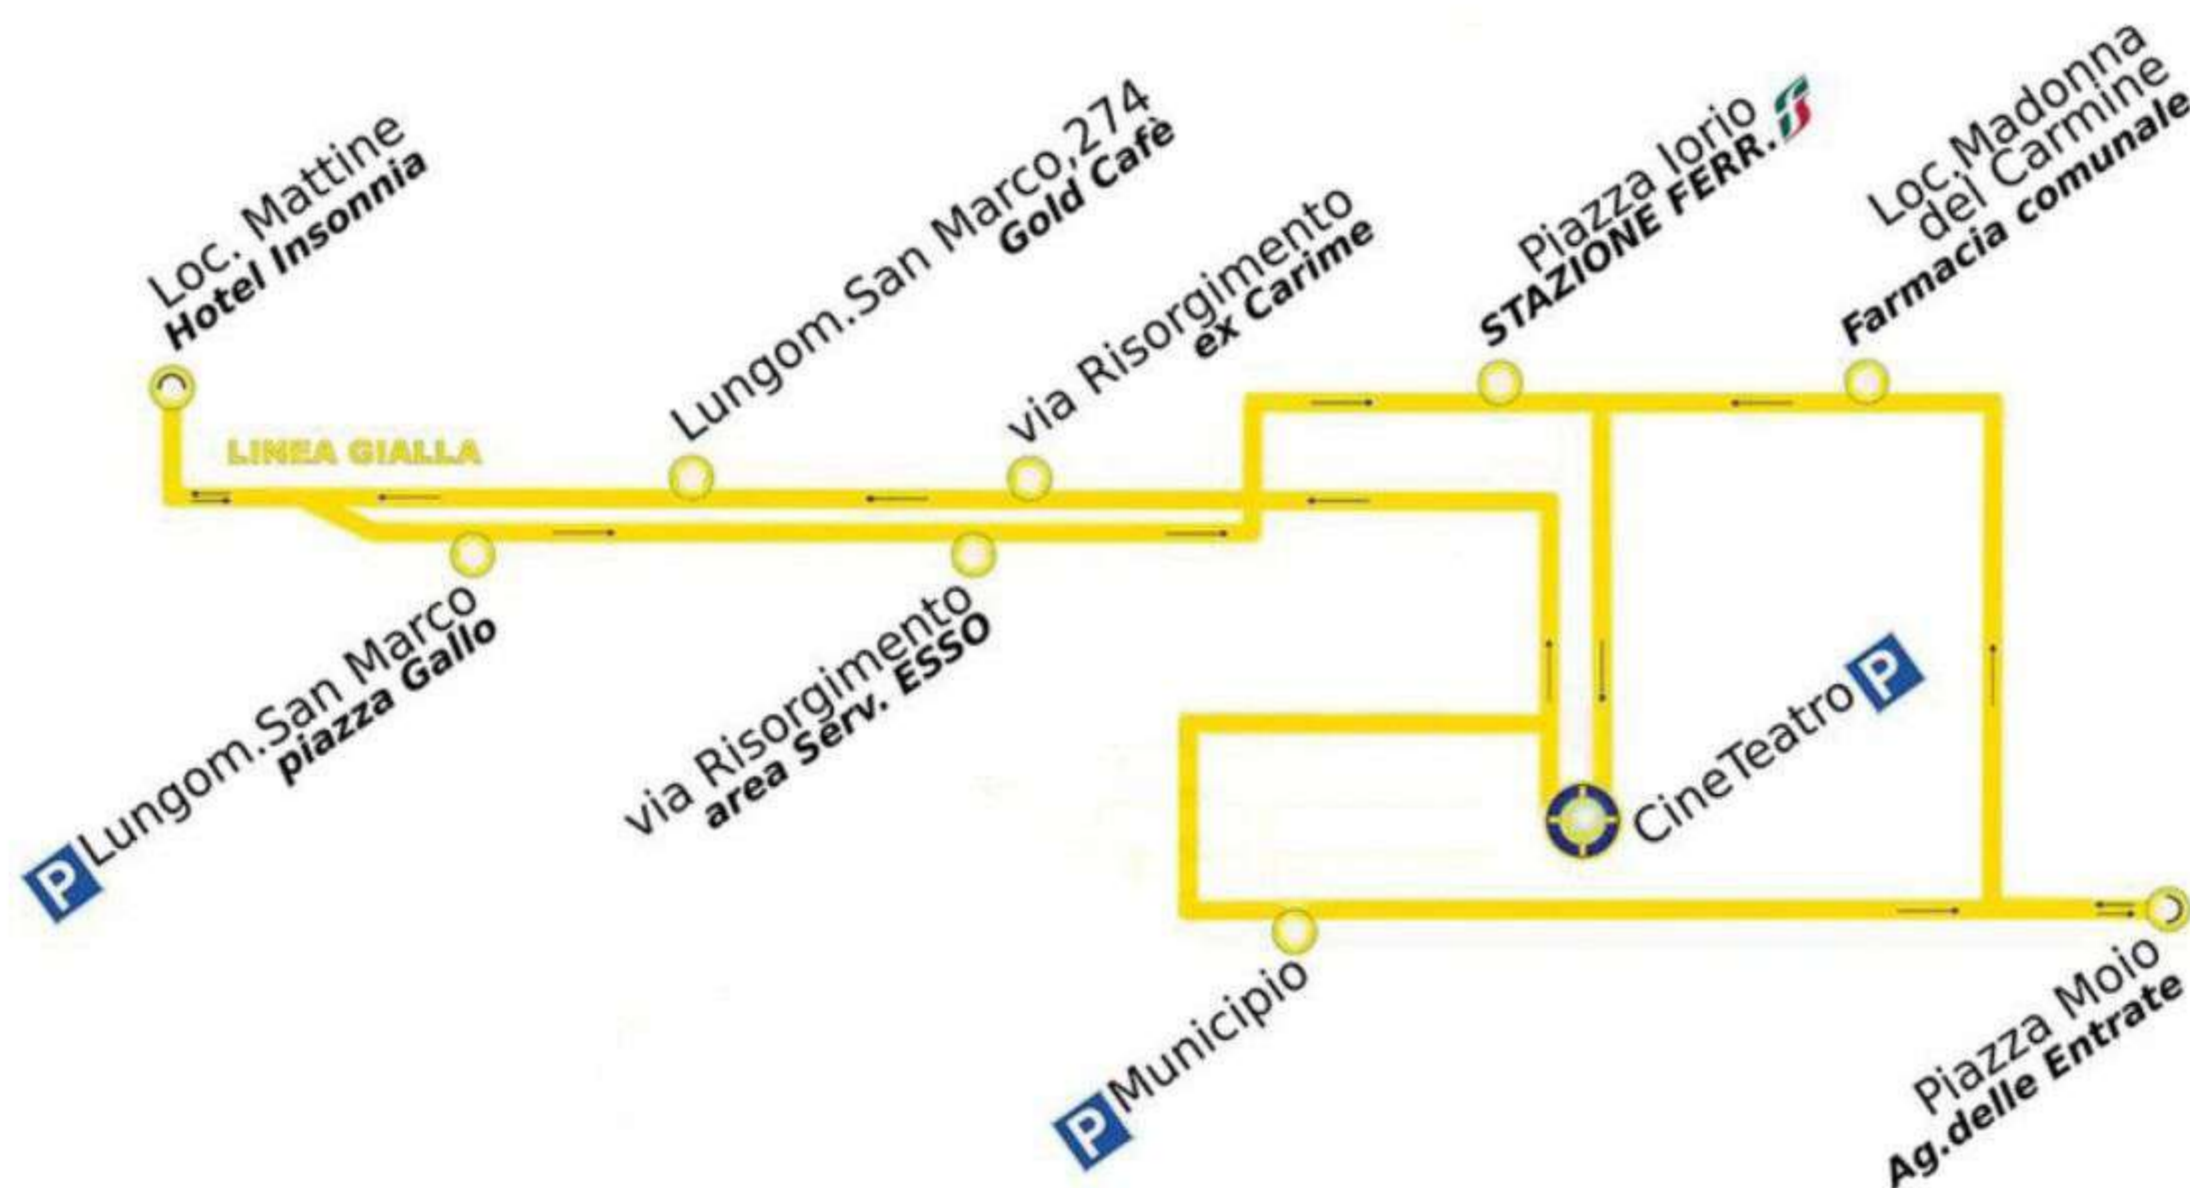 Loc. Mattine
Hotel Insonnia
LINEA GIALLA
Lungom.San Marco,274
Gold Cafè
via Risorgimento
ex Carime
Piazza Iorio
STAZIONE FERR.
Loc.Madonna
del Carmine
Farmacia comunale
P Lungom.San Marco
piazza Gallo
via Risorgimento
area Serv. ESSO
CineTeatro P
P Municipio
Piazza Moio
Ag.delle Entrate